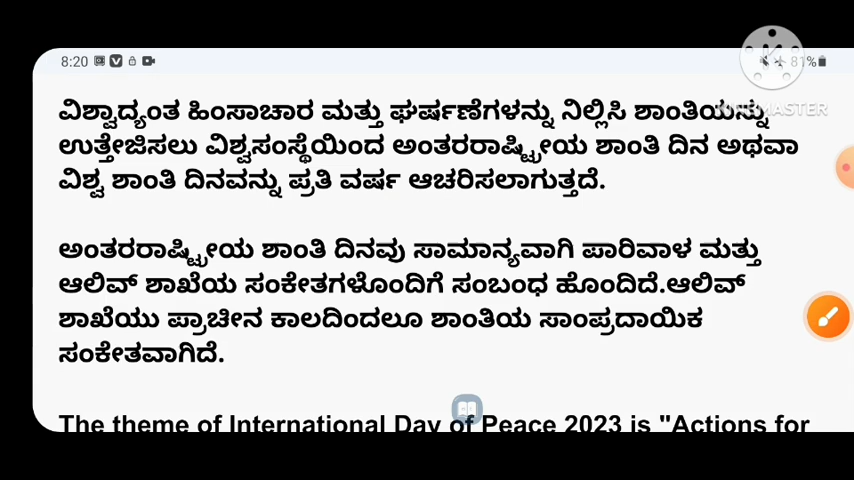 8:20
81%
KINEMASTER
ವಿಶ್ವಾದ್ಯಂತ ಹಿಂಸಾಚಾರ ಮತ್ತು ಘರ್ಷಣೆಗಳನ್ನು ನಿಲ್ಲಿಸಿ ಶಾಂತಿಯನ್ನು
ಉತ್ತೇಜಿಸಲು ವಿಶ್ವಸಂಸ್ಥೆಯಿಂದ ಅಂತರರಾಷ್ಟ್ರೀಯ ಶಾಂತಿ ದಿನ ಅಥವಾ
ವಿಶ್ವ ಶಾಂತಿ ದಿನವನ್ನು ಪ್ರತಿ ವರ್ಷ ಆಚರಿಸಲಾಗುತ್ತದೆ.
ಅಂತರರಾಷ್ಟ್ರೀಯ ಶಾಂತಿ ದಿನವು ಸಾಮಾನ್ಯವಾಗಿ ಪಾರಿವಾಳ ಮತ್ತು
ಆಲಿವ್ ಶಾಖೆಯ ಸಂಕೇತಗಳೊಂದಿಗೆ ಸಂಬಂಧ ಹೊಂದಿದೆ.ಆಲಿವ್
ಶಾಖೆಯು ಪ್ರಾಚೀನ ಕಾಲದಿಂದಲೂ ಶಾಂತಿಯ ಸಾಂಪ್ರದಾಯಿಕ
ಸಂಕೇತವಾಗಿದೆ.
The theme of International Day of Peace 2023 is "Actions for